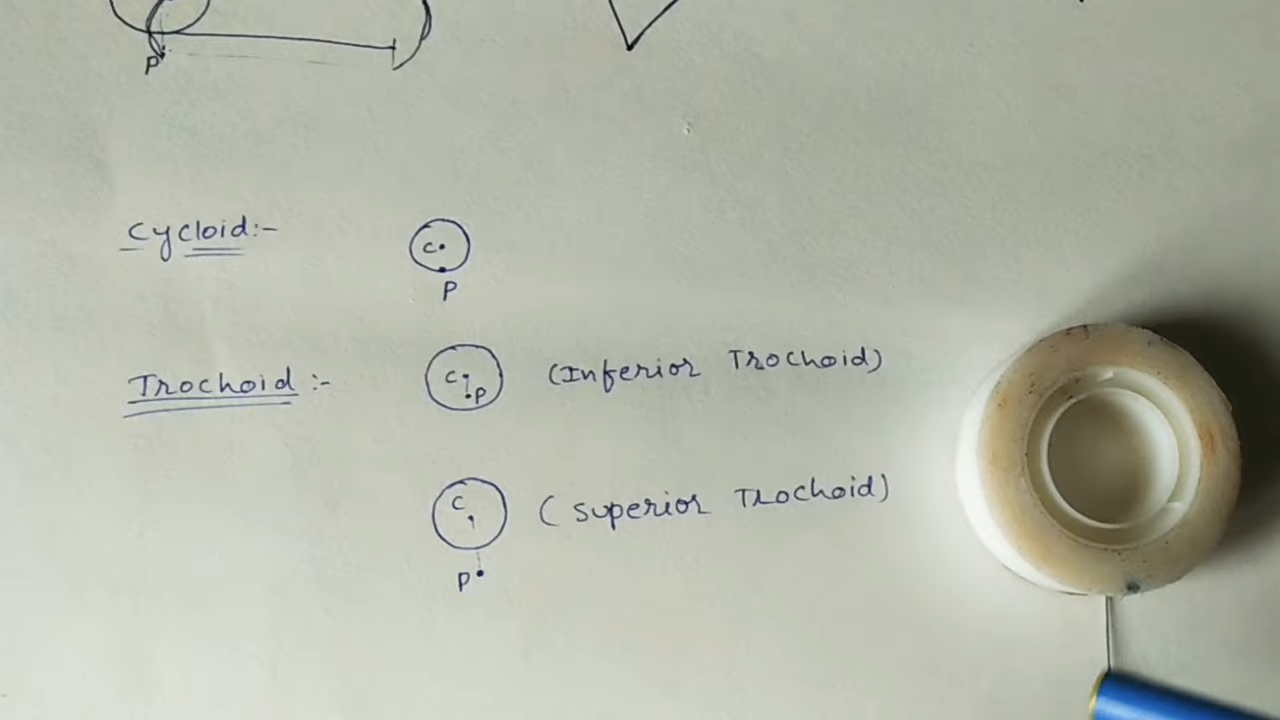 P
Cycloid:-
C
P
Trochoid :-
C
P
(Inferior Trochoid)
C
(Superior Trochoid)
P